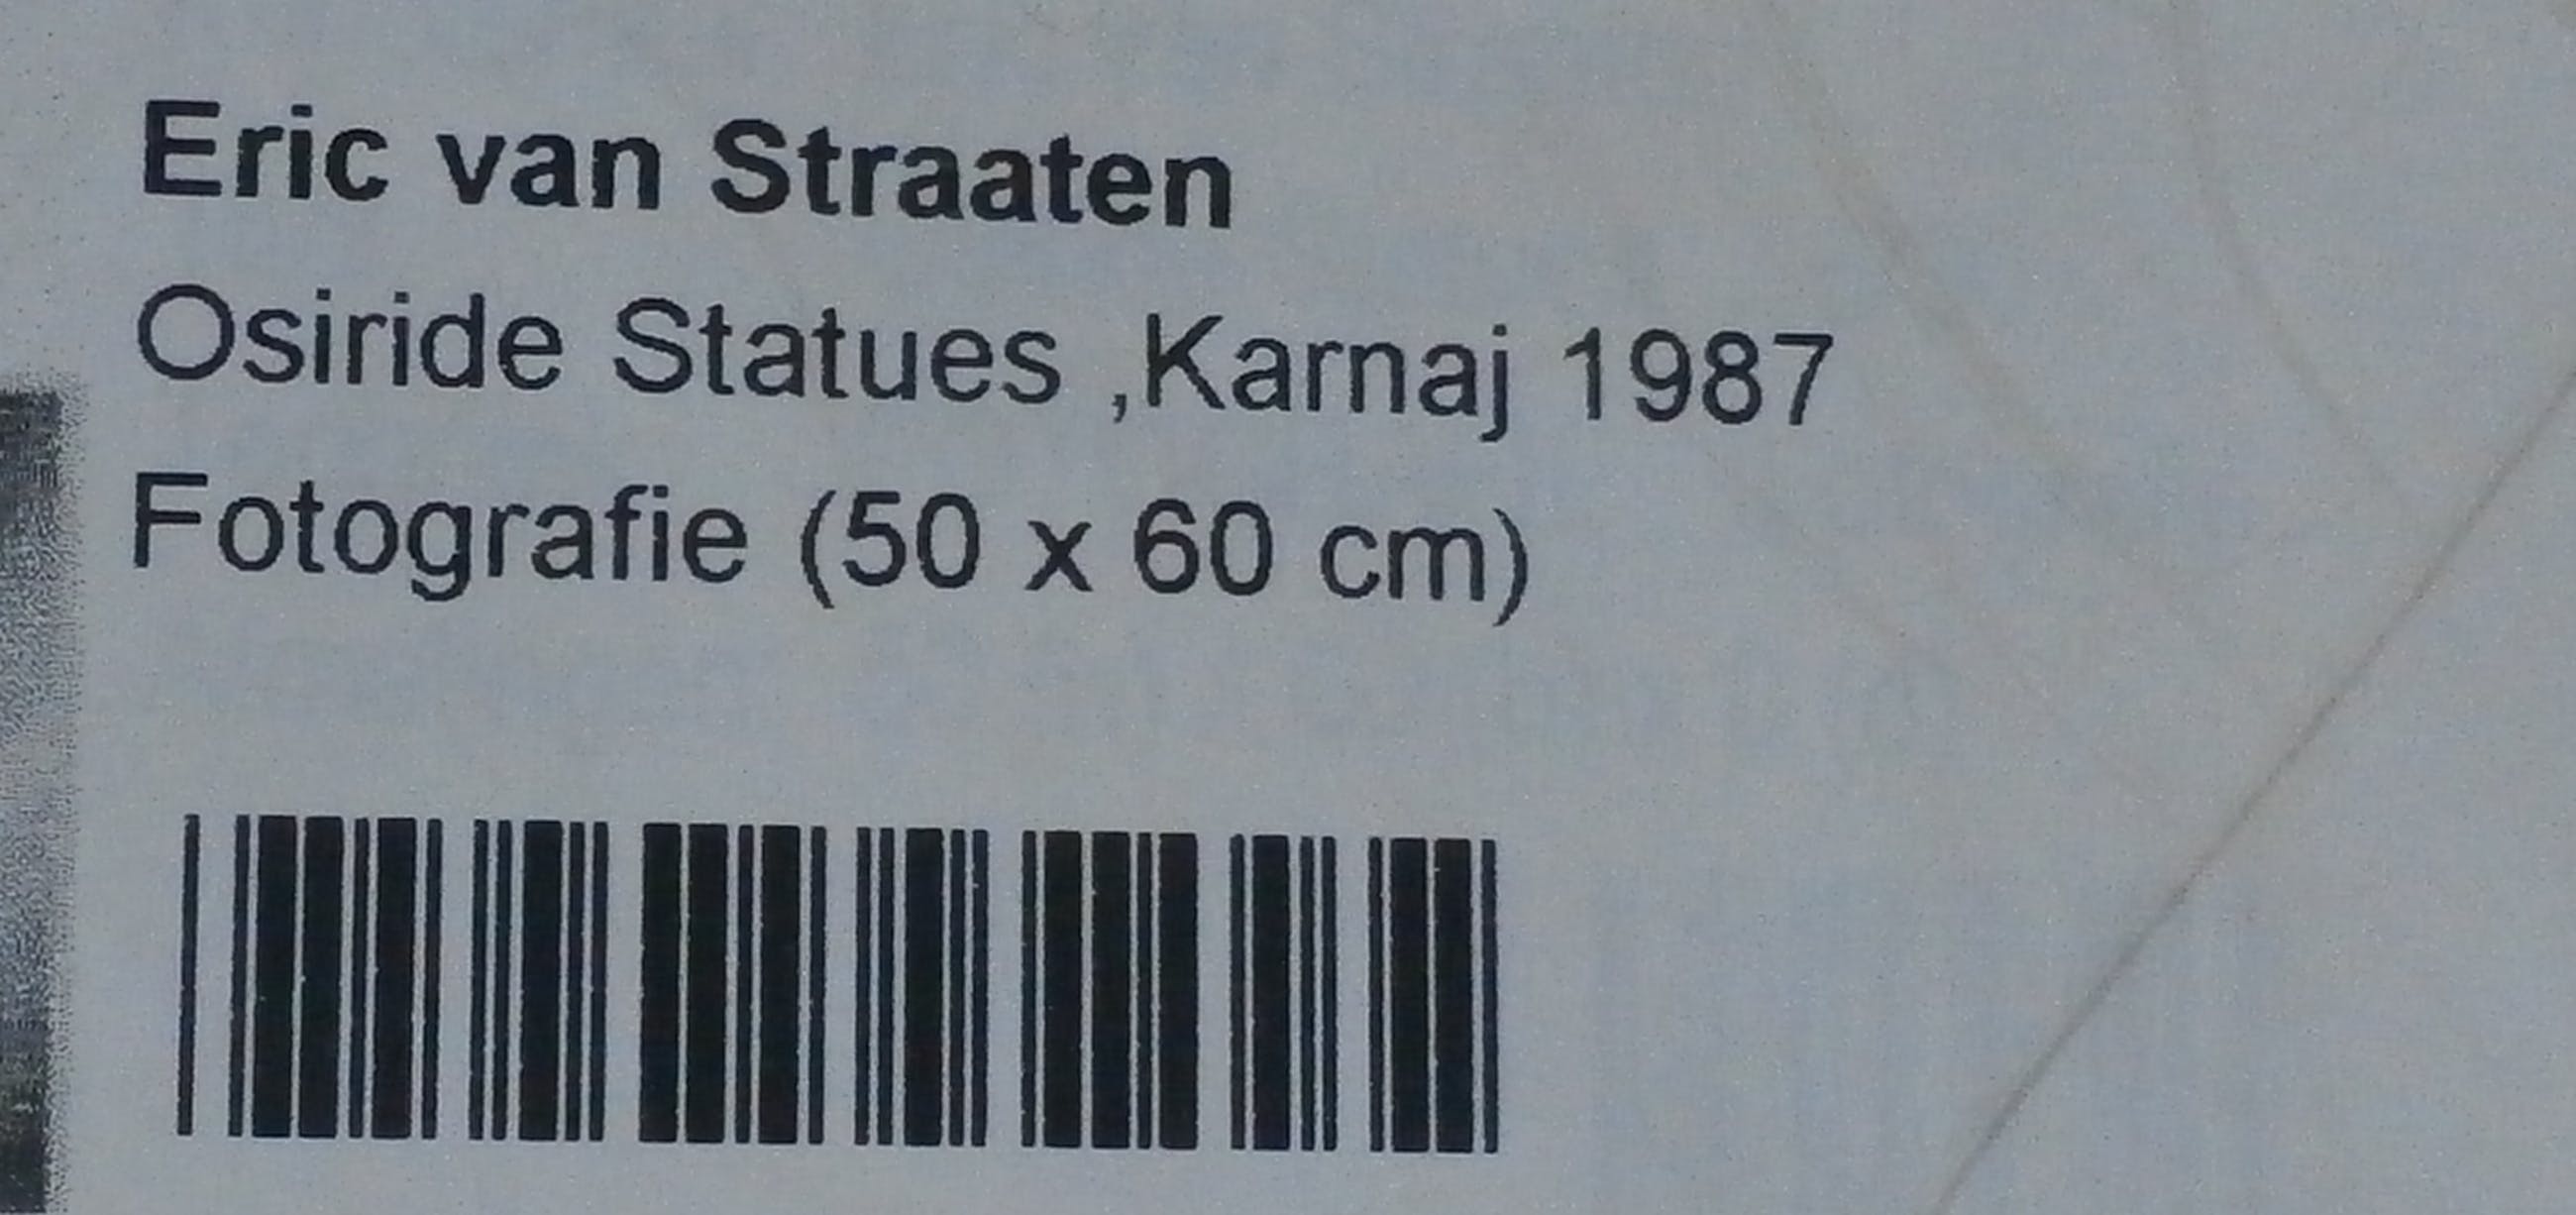 Eric van Straaten
Osiride Statues ,Karnaj 1987
Fotografie (50 x 60 cm)